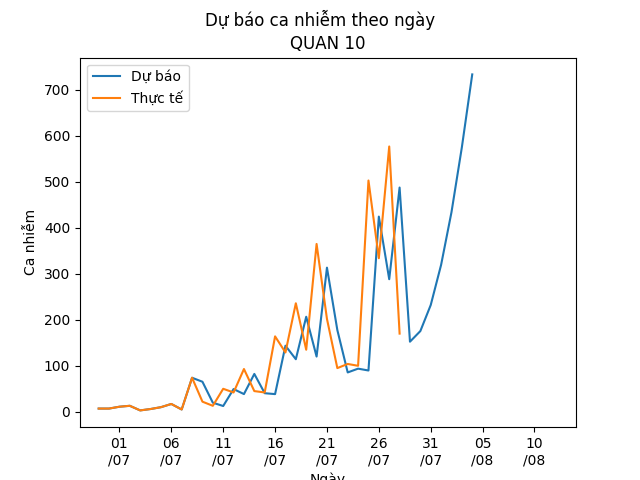 Dự báo ca nhiễm theo ngày
QUAN 10
Dự báo
Thực tế
Ca nhiễm
700
600
500
400
300
200
100
0
01 06 11 16 21 26 31 05 10
/07 /07 /07 /07 /07 /07 /07 /08 /08
Ngày